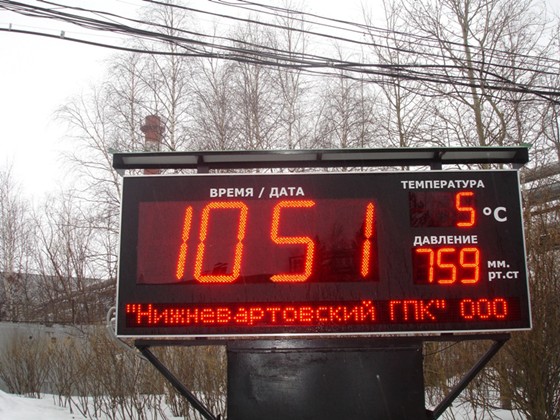 ВРЕМЯ / ДАТА
1051
ТЕМПЕРАТУРА
5 °C
ДАВЛЕНИЕ
759 мм. рт.ст
"Нижневартовский ГПК" ООО